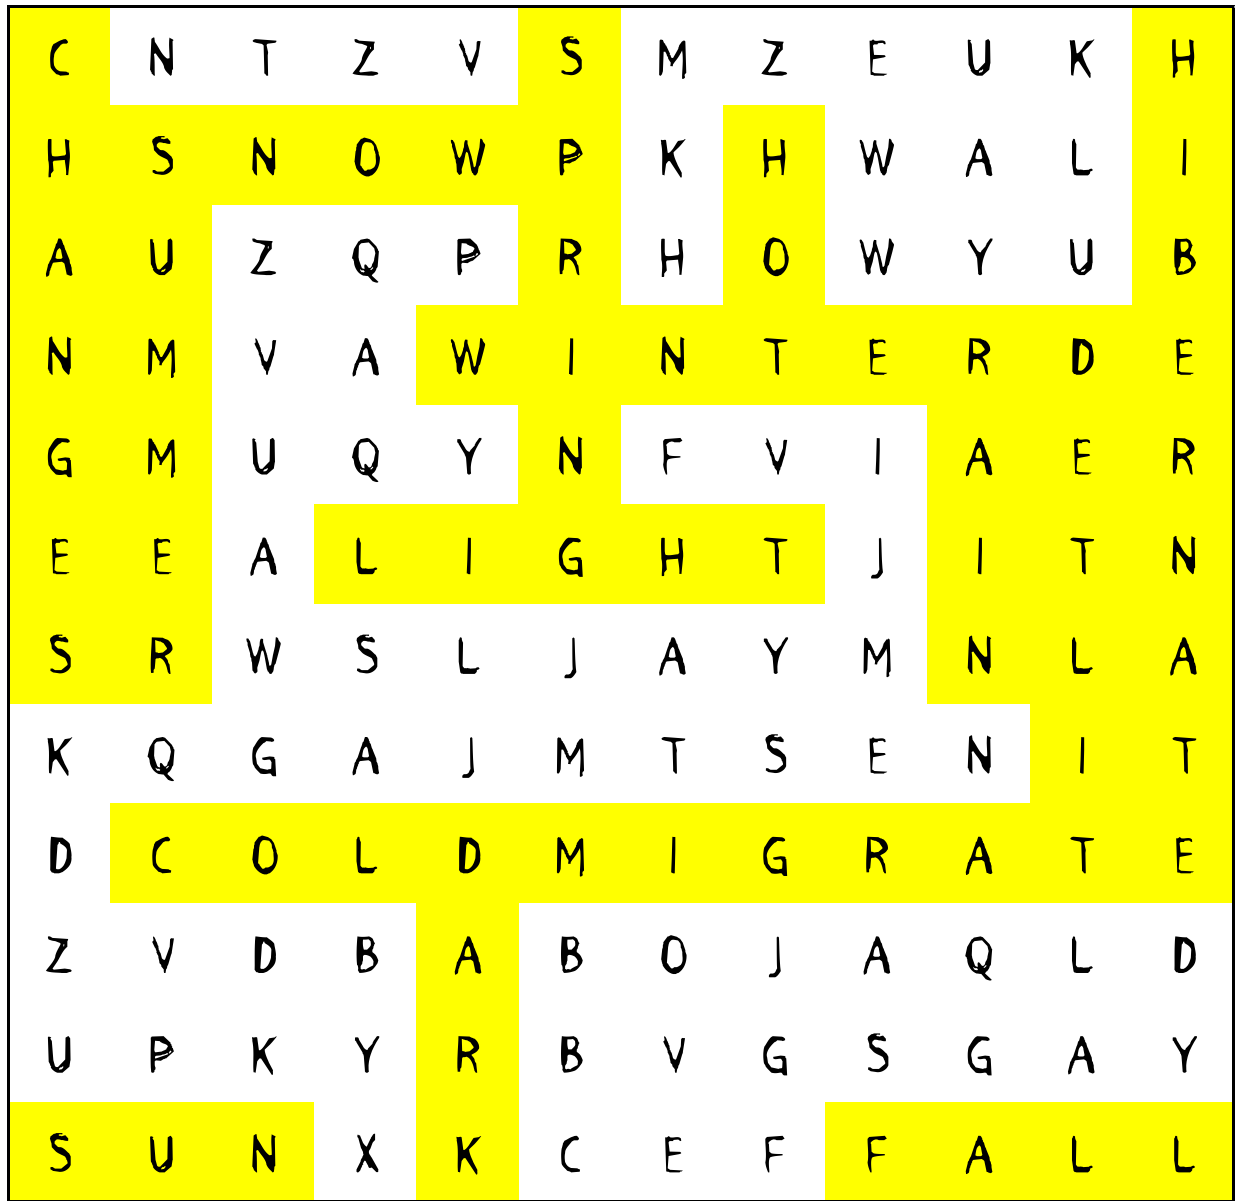 C N T Z V S M Z E U K H
H S N O W P K H W A L I
A U Z Q P R H O W Y U B
N M V A W I N T E R D E
G M U Q Y N F V I A E R
E E A L I G H T J I T N
S R W S L J A Y M N L A
K Q G A J M T S E N I T
D C O L D M I G R A T E
Z V D B A B O J A Q L D
U P K Y R B V G S G A Y
S U N X K C E F F A L L